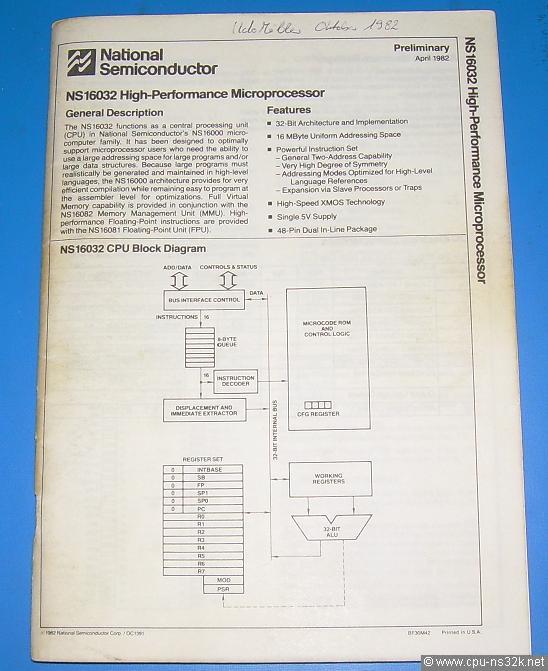 Oktober 1982
National
Semiconductor
Preliminary
April 1982
NS16032 High-Performance Microprocessor
NS16032 High-Performance Microprocessor
General Description
The NS16032 functions as a central processing unit
(CPU) in National Semiconductor's NS16000 micro-
computer family. It has been designed to optimally
support microprocessor users who need the ability to
use a large addressing space for large programs and/or
large data structures. Because large programs must
realistically be generated and maintained in high-level
languages, the NS16000 architecture provides for very
efficient compilation while remaining easy to program at
the assembler level for optimizations. Full Virtual
Memory capability is provided in conjunction with the
NS16082 Memory Management Unit (MMU). High-
performance Floating-Point instructions are provided
with the NS16081 Floating-Point Unit (FPU).
Features
■ 32-Bit Architecture and Implementation
■ 16 MByte Uniform Addressing Space
■ Powerful Instruction Set
– General Two-Address Capability
– Very High Degree of Symmetry
– Addressing Modes Optimized for High-Level
Language References
– Expansion via Slave Processors or Traps
■ High-Speed XMOS Technology
■ Single 5V Supply
■ 48-Pin Dual In-Line Package
NS16032 CPU Block Diagram
ADD/DATA CONTROLS & STATUS
BUS INTERFACE CONTROL
DATA
INSTRUCTIONS 16
8-BYTE
QUEUE
16
INSTRUCTION
DECODER
DISPLACEMENT AND
IMMEDIATE EXTRACTOR
MICROCODE ROM
AND
CONTROL LOGIC
CFG REGISTER
32-BIT INTERNAL BUS
REGISTER SET
0 INTBASE
0 SB
0 FP
0 SP1
0 SP0
0 PC
R0
R1
R2
R3
R4
R5
R6
R7
MOD
PSR
WORKING
REGISTERS
32-BIT
ALU
1982 National Semiconductor Corp. / DC1391
BF30M42 Printed in U.S.A.
© www.cpu-ns32k.net